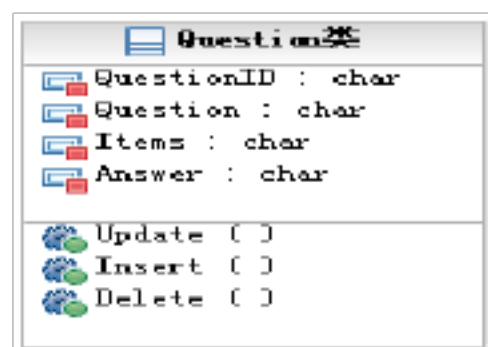 Question类
QuestionID : char
Question : char
Items : char
Answer : char
Update ( )
Insert ( )
Delete ( )